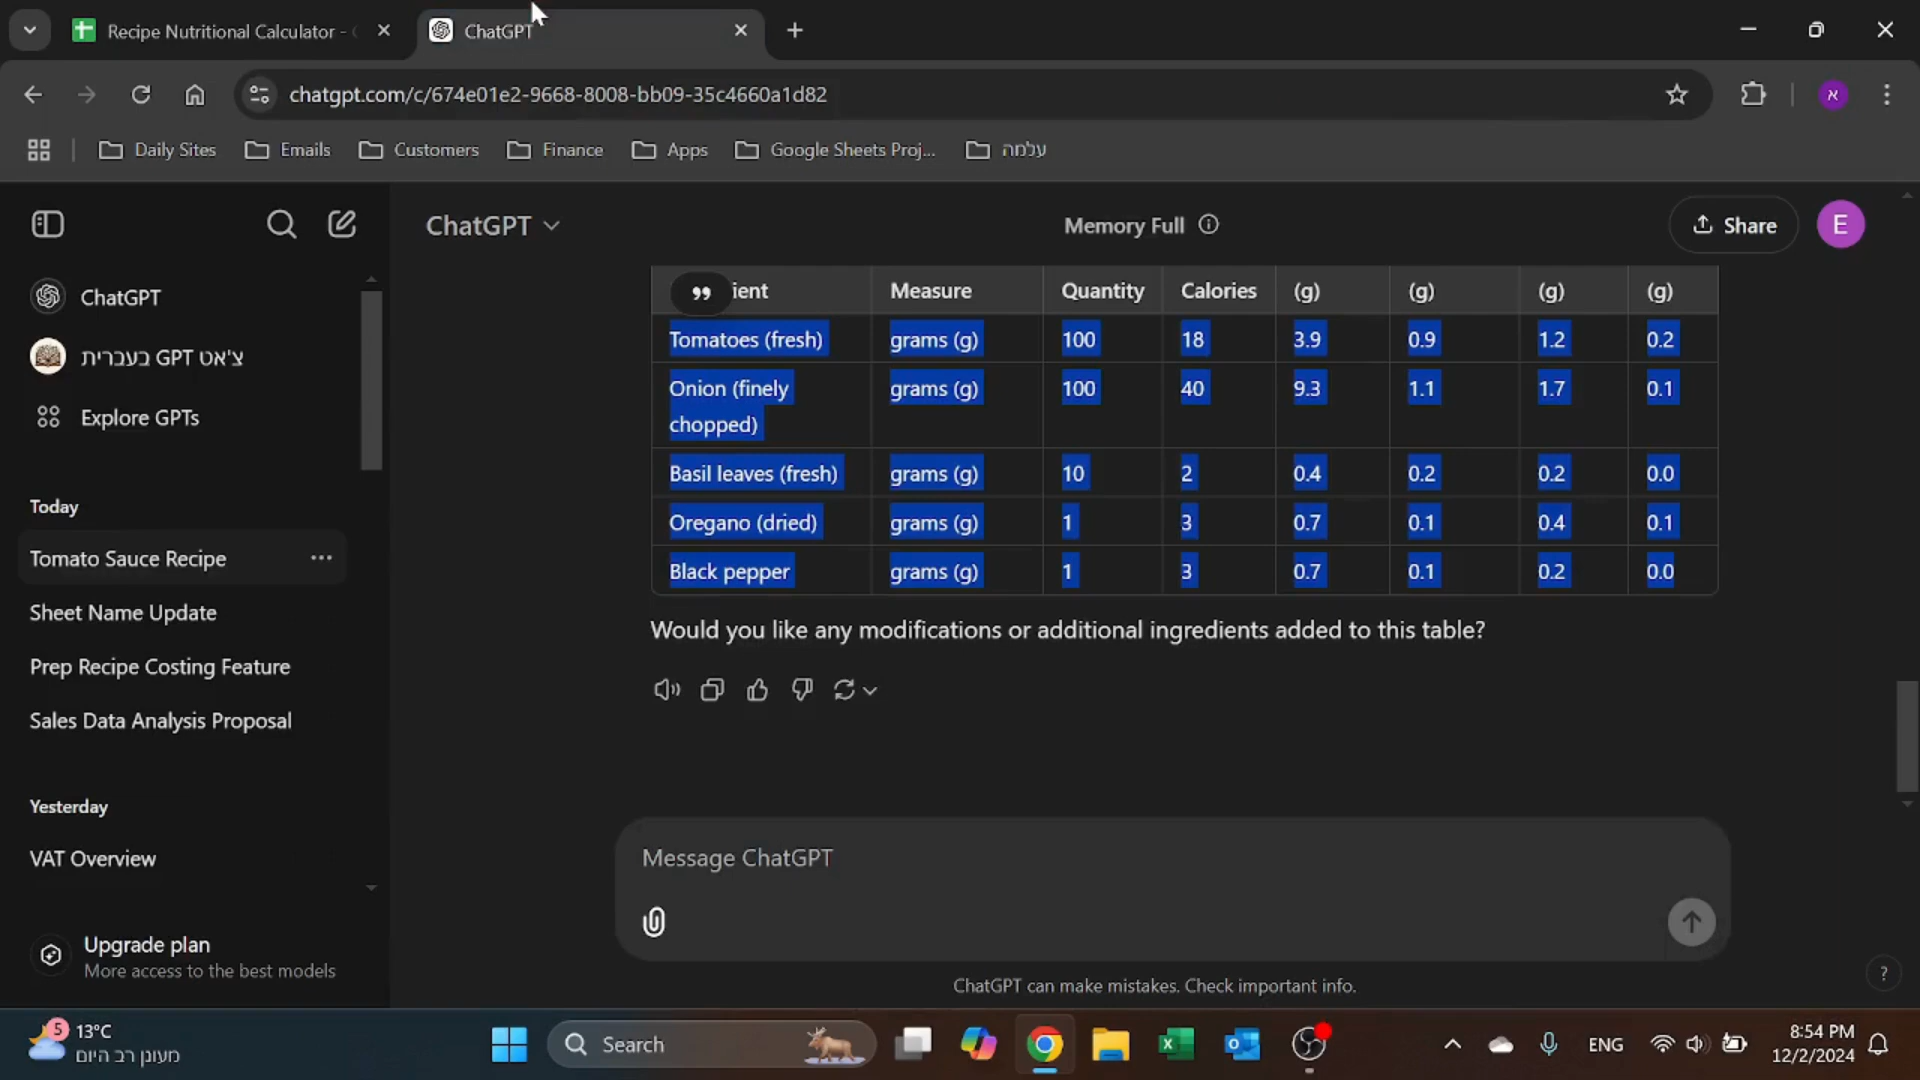 Recipe Nutritional Calculator -
ChatGPT
chatgpt.com/c/674e01e2-9668-8008-bb09-35c4660a1d82
Daily Sites
Emails
Customers
Finance
Apps
Google Sheets Proj...
עלמה
ChatGPT
Memory Full
Share
E
ChatGPT
צ'אט GPT בעברית
Explore GPTs
Today
Tomato Sauce Recipe
Sheet Name Update
Prep Recipe Costing Feature
Sales Data Analysis Proposal
Yesterday
VAT Overview
Upgrade plan
More access to the best models
ient Measure Quantity Calories (g) (g) (g) (g)
Tomatoes (fresh) grams (g) 100 18 3.9 0.9 1.2 0.2
Onion (finely grams (g) 100 40 9.3 1.1 1.7 0.1
chopped)
Basil leaves (fresh) grams (g) 10 2 0.4 0.2 0.2 0.0
Oregano (dried) grams (g) 1 3 0.7 0.1 0.4 0.1
Black pepper grams (g) 1 3 0.7 0.1 0.2 0.0
Would you like any modifications or additional ingredients added to this table?
Message ChatGPT
ChatGPT can make mistakes. Check important info.
?
5
13°C
מעונן רב היום
Search
ENG
8:54 PM
12/2/2024